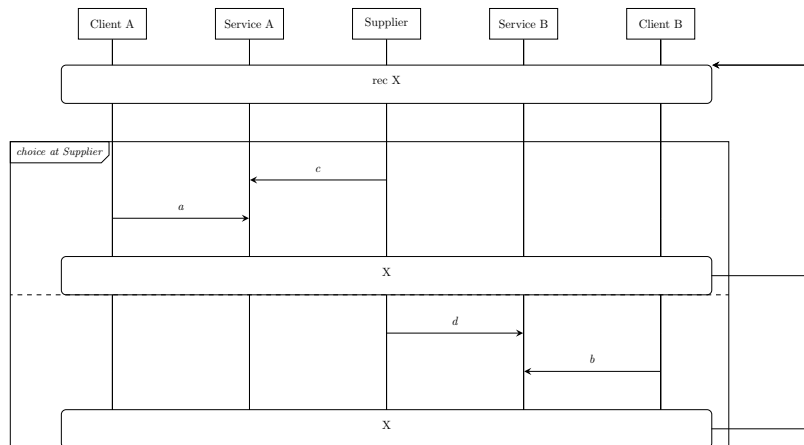 Client A
Service A
Supplier
Service B
Client B
rec X
choice at Supplier
c
a
X
d
b
X